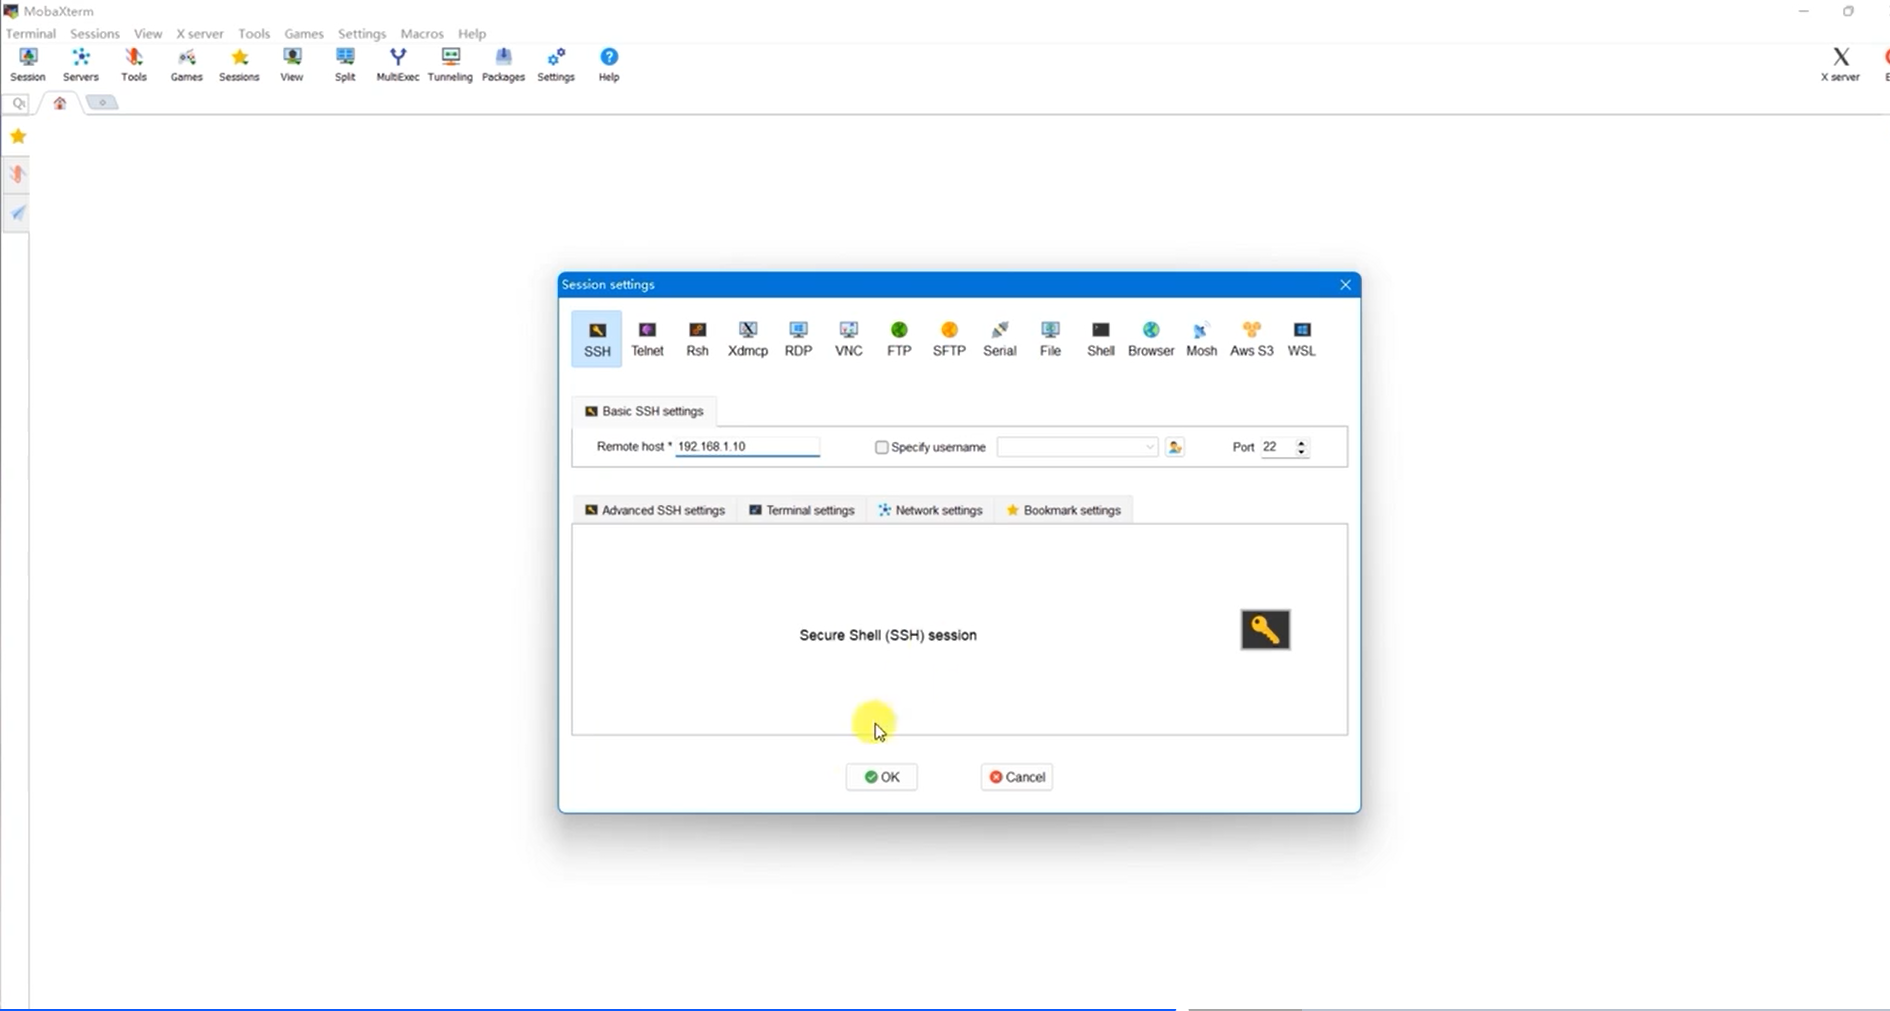 MobaXterm
Terminal Sessions View X server Tools Games Settings Macros Help
Session Servers Tools Games Sessions View Split MultiExec Tunneling Packages Settings Help X server
Session settings
SSH Telnet Rsh Xdmcp RDP VNC FTP SFTP Serial File Shell Browser Mosh Aws S3 WSL
Basic SSH settings
Remote host * 192.168.1.10 Specify username Port 22
Advanced SSH settings Terminal settings Network settings Bookmark settings
Secure Shell (SSH) session
OK Cancel